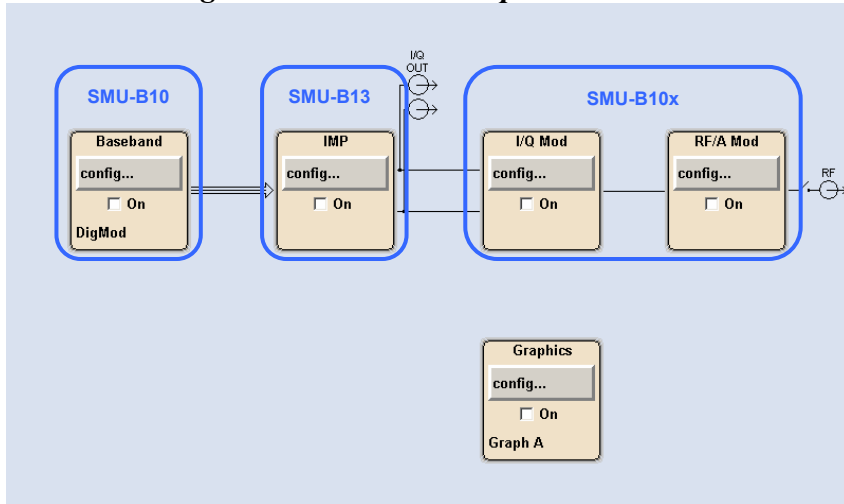 I/Q
OUT
SMU-B10
SMU-B13
SMU-B10x
Baseband
config...
On
DigMod
IMP
config...
On
I/Q Mod
config...
On
RF/A Mod
config...
On
RF
Graphics
config...
On
Graph A